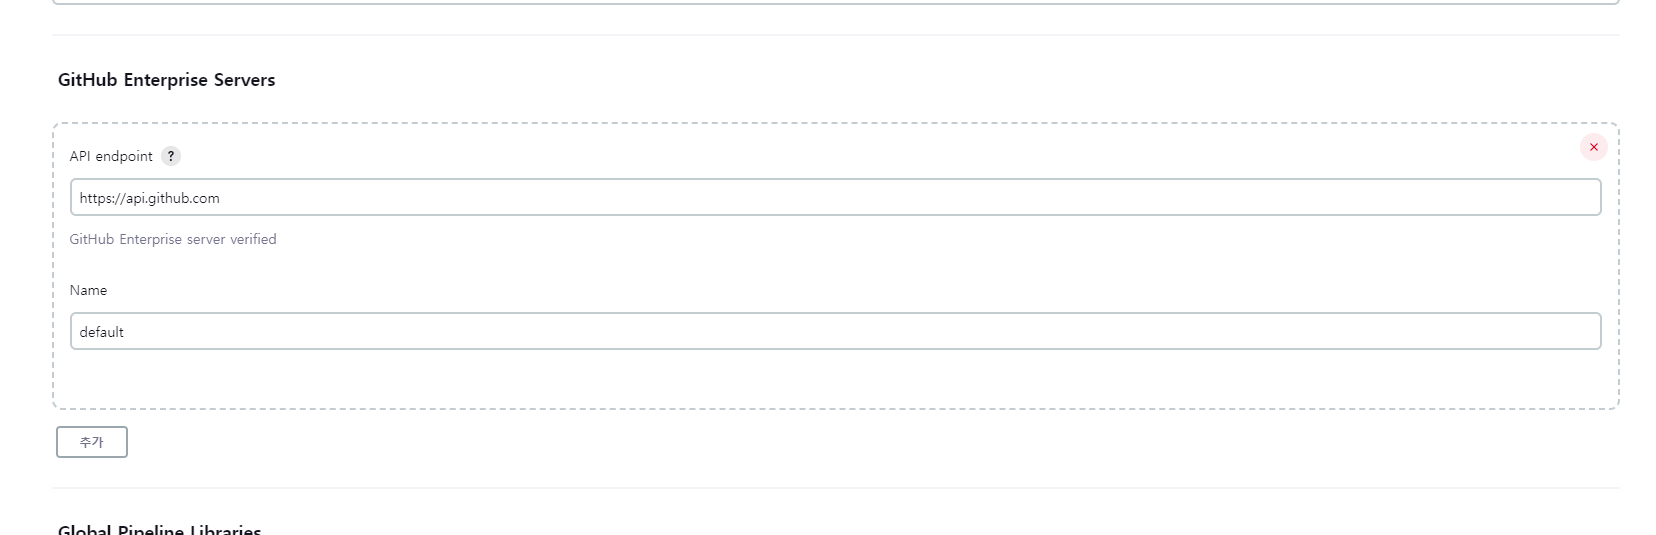 GitHub Enterprise Servers
API endpoint ?
https://api.github.com
GitHub Enterprise server verified
Name
default
추가
Global Pipeline Libraries